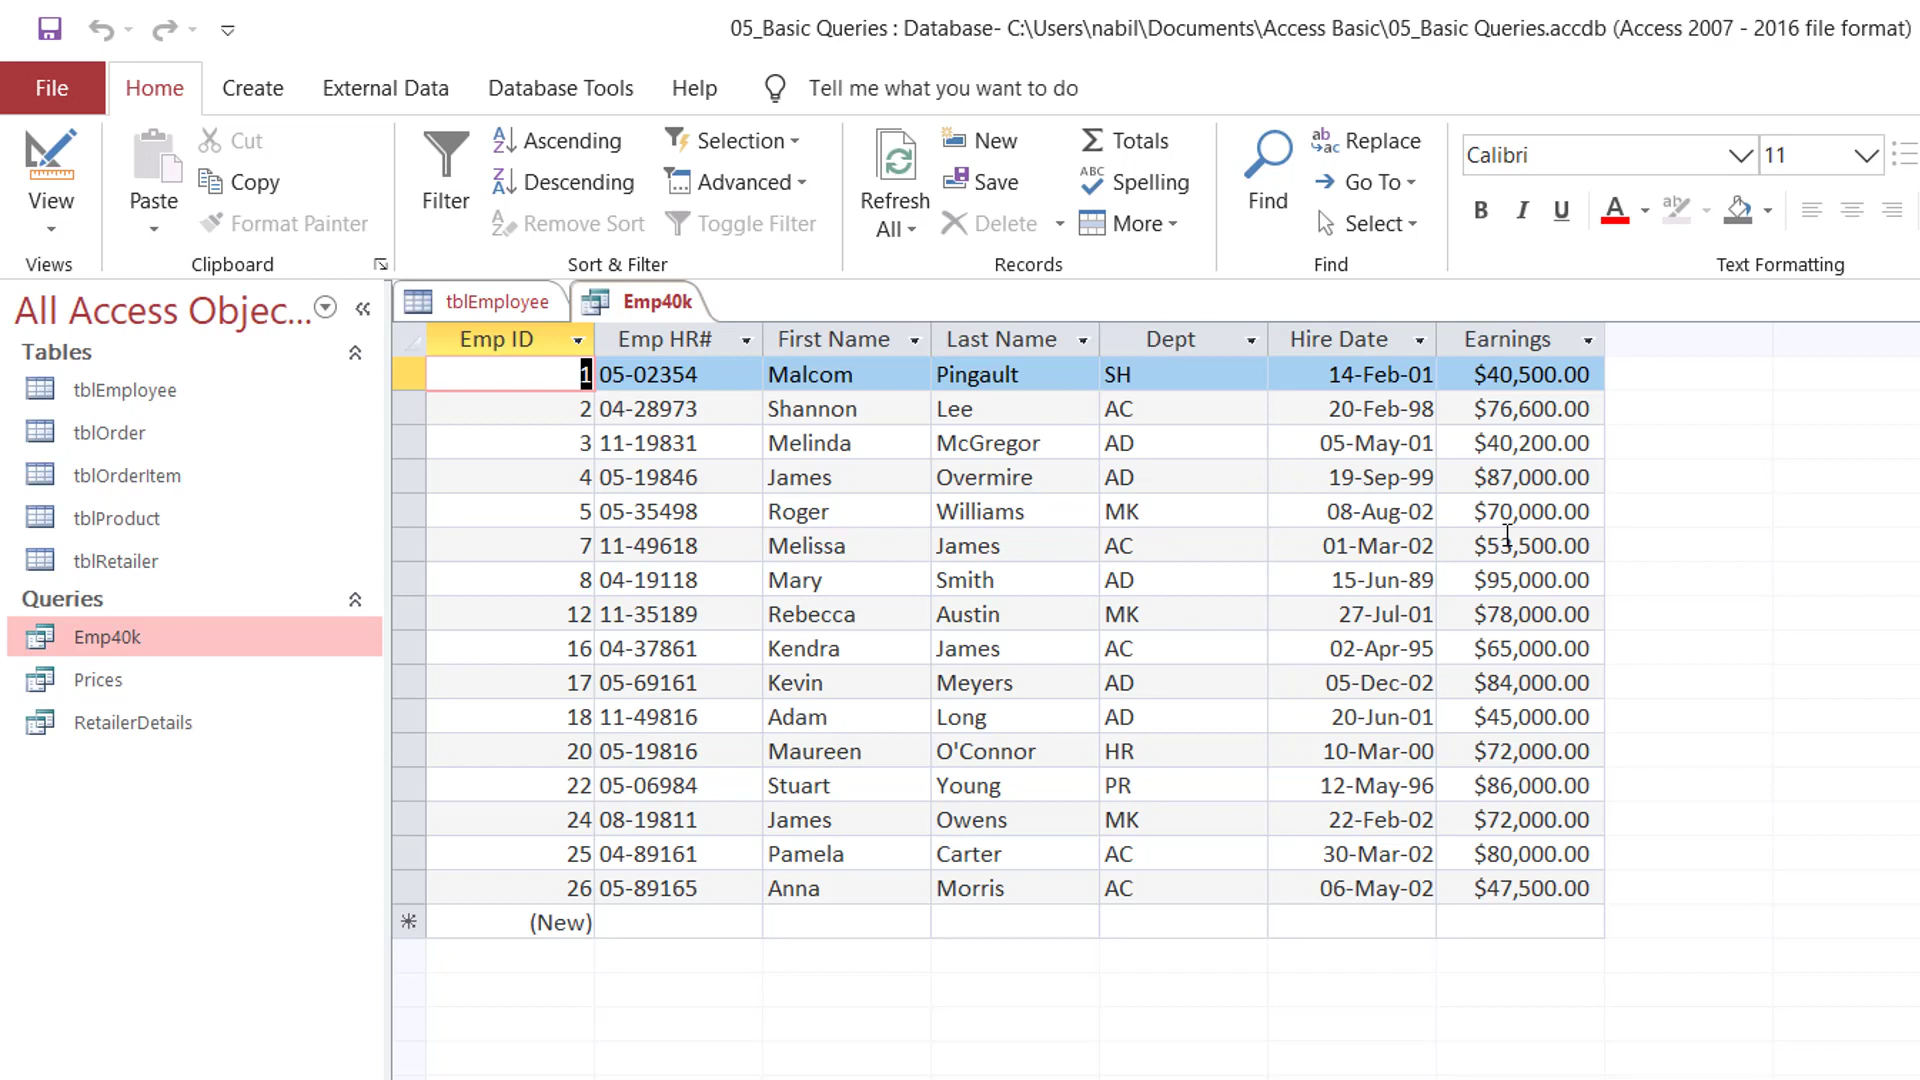 05_Basic Queries : Database- C:\Users\nabil\Documents\Access Basic\05_Basic Queries.accdb (Access 2007 - 2016 file format)
File Home Create External Data Database Tools Help Tell me what you want to do
View
Views
Paste
Cut
Copy
Format Painter
Clipboard
Filter
Ascending
Descending
Remove Sort
Selection
Advanced
Toggle Filter
Sort & Filter
Refresh
All
New
Save
Delete
Totals
Spelling
More
Records
Find
Replace
Go To
Select
Find
Calibri 11
B I U A
Text Formatting
All Access Objec...
Tables
tblEmployee
tblOrder
tblOrderItem
tblProduct
tblRetailer
Queries
Emp40k
Prices
RetailerDetails
tblEmployee Emp40k
Emp ID Emp HR# First Name Last Name Dept Hire Date Earnings
1 05-02354 Malcom Pingault SH 14-Feb-01 $40,500.00
2 04-28973 Shannon Lee AC 20-Feb-98 $76,600.00
3 11-19831 Melinda McGregor AD 05-May-01 $40,200.00
4 05-19846 James Overmire AD 19-Sep-99 $87,000.00
5 05-35498 Roger Williams MK 08-Aug-02 $70,000.00
7 11-49618 Melissa James AC 01-Mar-02 $53,500.00
8 04-19118 Mary Smith AD 15-Jun-89 $95,000.00
12 11-35189 Rebecca Austin MK 27-Jul-01 $78,000.00
16 04-37861 Kendra James AC 02-Apr-95 $65,000.00
17 05-69161 Kevin Meyers AD 05-Dec-02 $84,000.00
18 11-49816 Adam Long AD 20-Jun-01 $45,000.00
20 05-19816 Maureen O'Connor HR 10-Mar-00 $72,000.00
22 05-06984 Stuart Young PR 12-May-96 $86,000.00
24 08-19811 James Owens MK 22-Feb-02 $72,000.00
25 04-89161 Pamela Carter AC 30-Mar-02 $80,000.00
26 05-89165 Anna Morris AC 06-May-02 $47,500.00
(New)